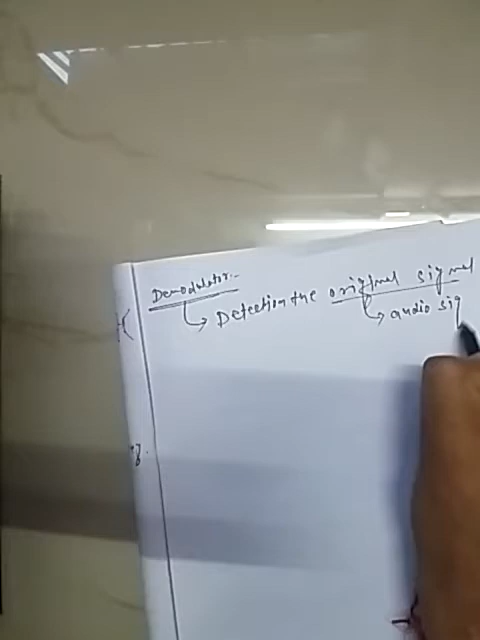 Demodulator:-
↳ Detection the original signal
↳ audio sig